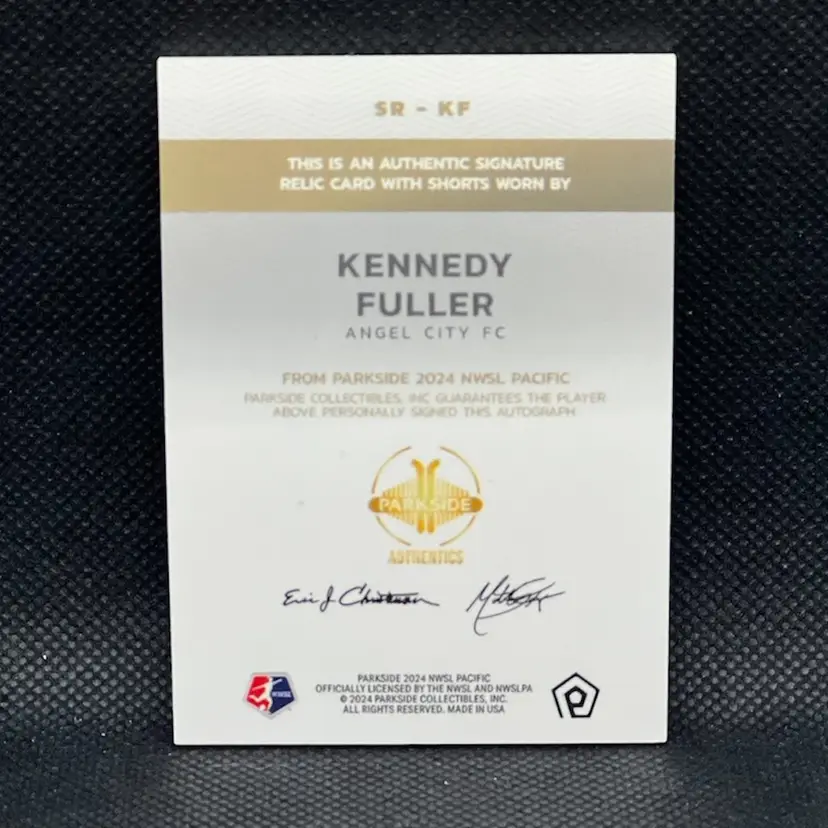 SR - KF
THIS IS AN AUTHENTIC SIGNATURE
RELIC CARD WITH SHORTS WORN BY
KENNEDY
FULLER
ANGEL CITY FC
FROM PARKSIDE 2024 NWSL PACIFIC
PARKSIDE COLLECTIBLES, INC GUARANTEES THE PLAYER
ABOVE PERSONALLY SIGNED THIS AUTOGRAPH
PARKSIDE
AUTHENTICS
Eric J
NWSL
PARKSIDE 2024 NWSL PACIFIC
OFFICIALLY LICENSED BY THE NWSL AND NWSLPA
© 2024 PARKSIDE COLLECTIBLES, INC.
ALL RIGHTS RESERVED. MADE IN USA